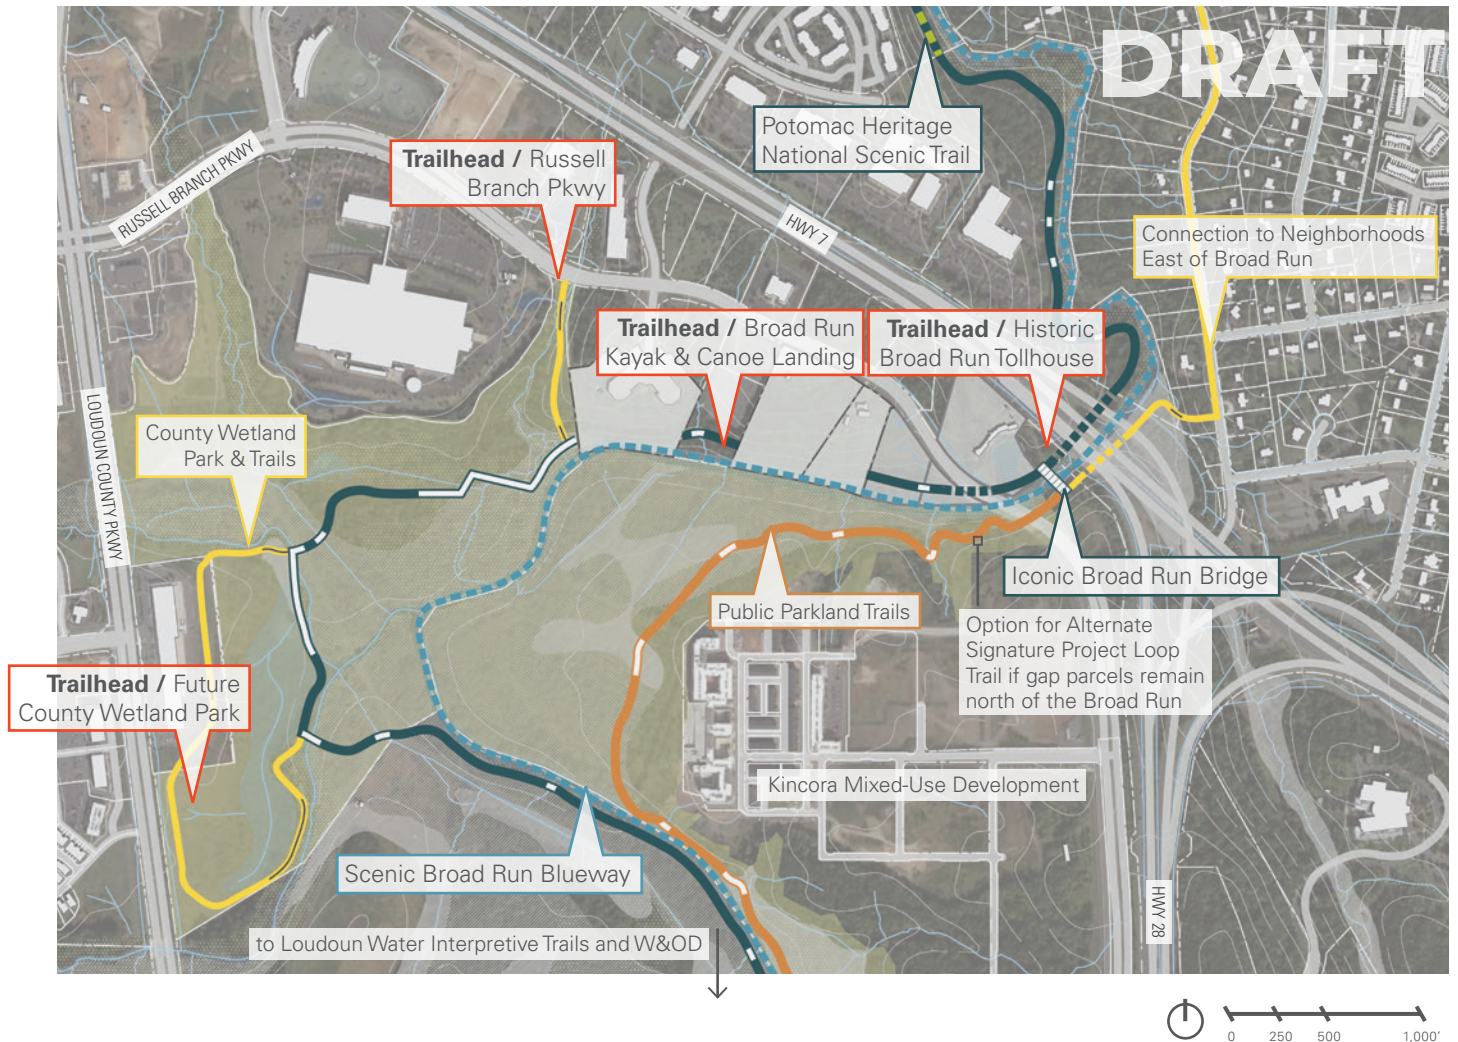 DRAFT
Potomac Heritage
National Scenic Trail
Trailhead / Russell
Branch Pkwy
RUSSELL BRANCH PKWY
HWY 7
Connection to Neighborhoods
East of Broad Run
Trailhead / Broad Run
Kayak & Canoe Landing
Trailhead / Historic
Broad Run Tollhouse
LOUDOUN COUNTY PKWY
County Wetland
Park & Trails
Iconic Broad Run Bridge
Public Parkland Trails
Option for Alternate
Signature Project Loop
Trail if gap parcels remain
north of the Broad Run
Trailhead / Future
County Wetland Park
Kincora Mixed-Use Development
Scenic Broad Run Blueway
HWY 28
to Loudoun Water Interpretive Trails and W&OD
0 250 500 1,000'